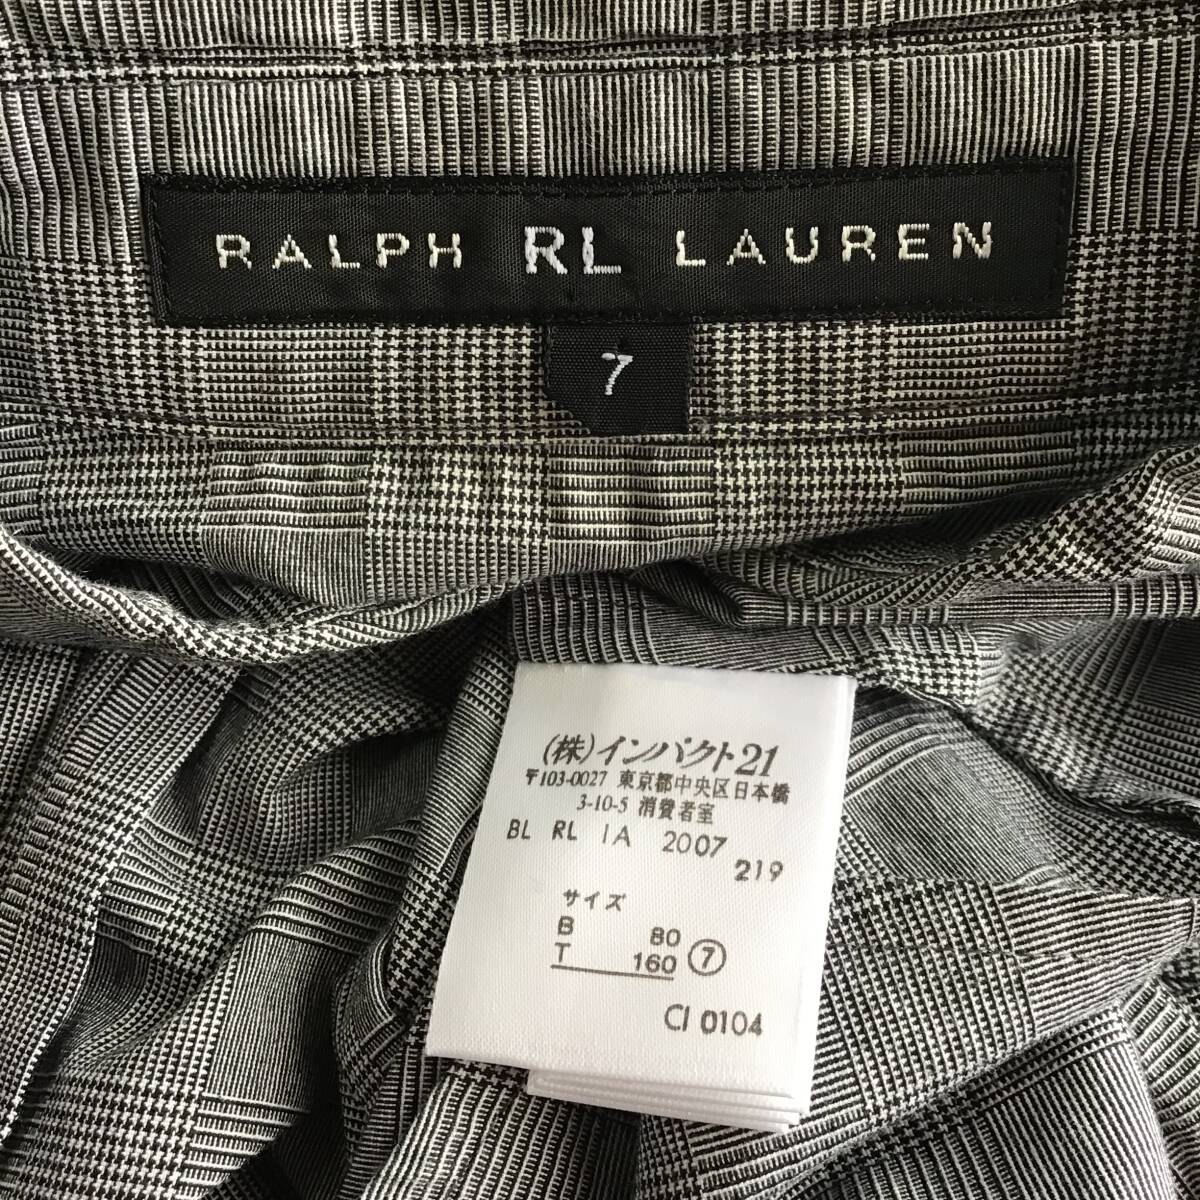 RALPH RL LAUREN
7
(株)インパクト21
〒103-0027 東京都中央区日本橋
3-10-5 消費者室
BL RL IA 2007
219
サイズ
B 80
T 160 ⑦
CI 0104